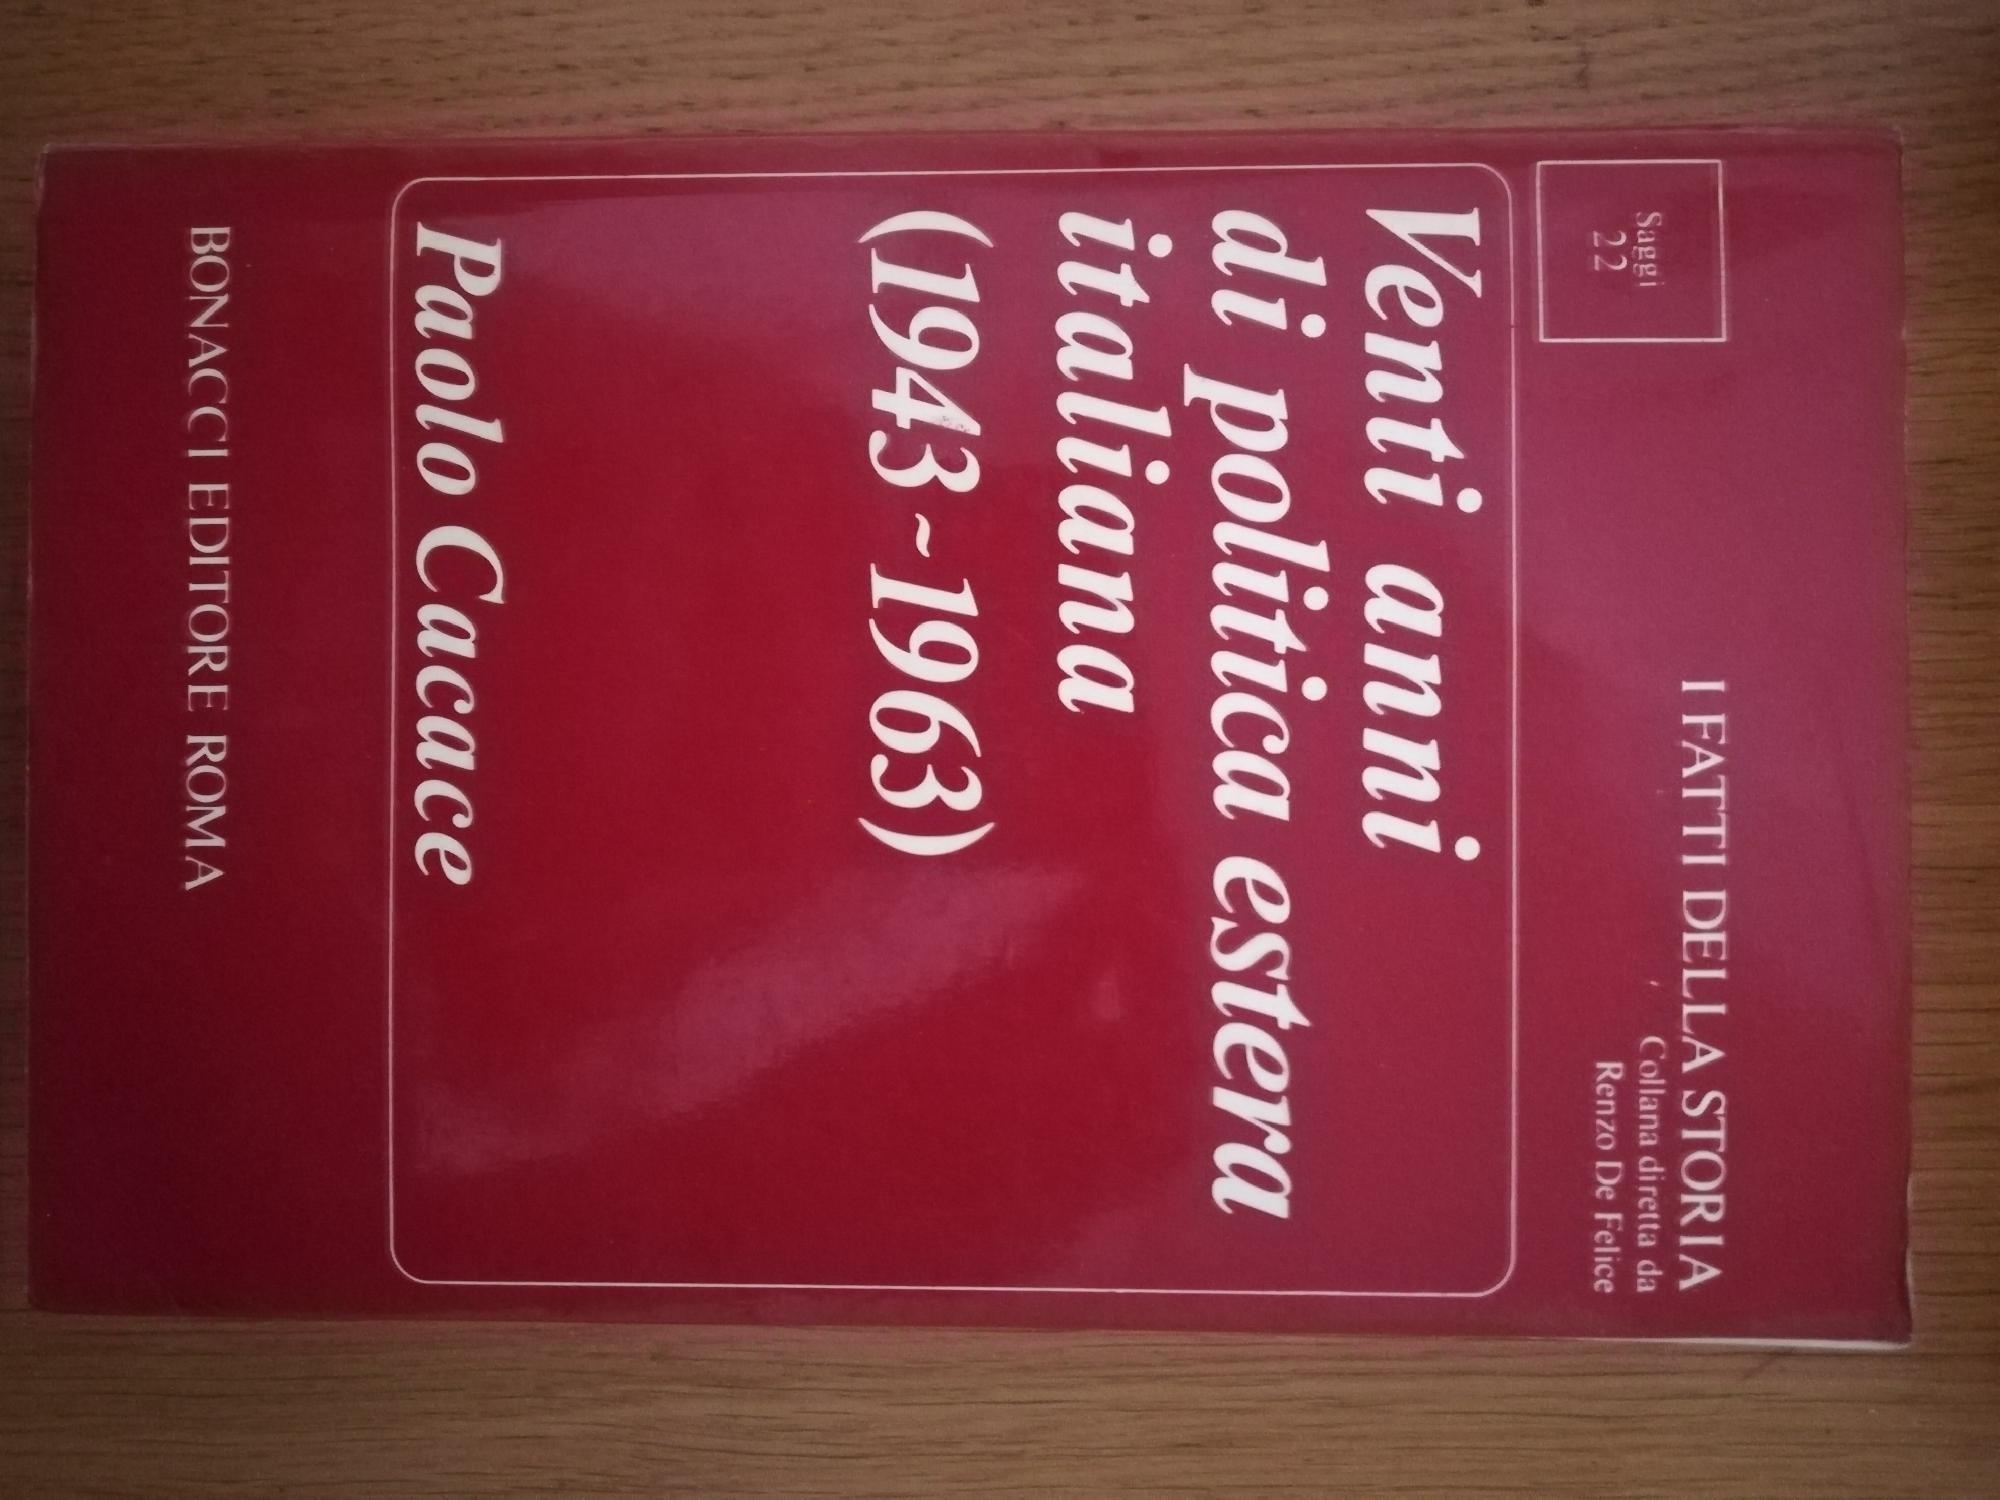 I FATTI DELLA STORIA
Collana diretta da
Renzo De Felice
Saggi
22
Venti anni
di politica estera
italiana
(1943~1963)
Paolo Cacace
BONACCI EDITORE ROMA